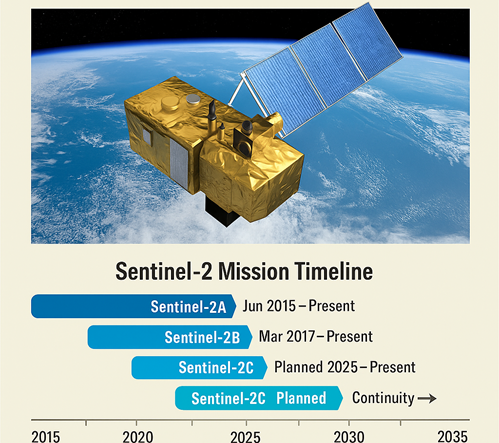 Sentinel-2 Mission Timeline
Sentinel-2A Jun 2015–Present
Sentinel-2B Mar 2017–Present
Sentinel-2C Planned 2025–Present
Sentinel-2C Planned Continuity →
2015 2020 2025 2030 2035